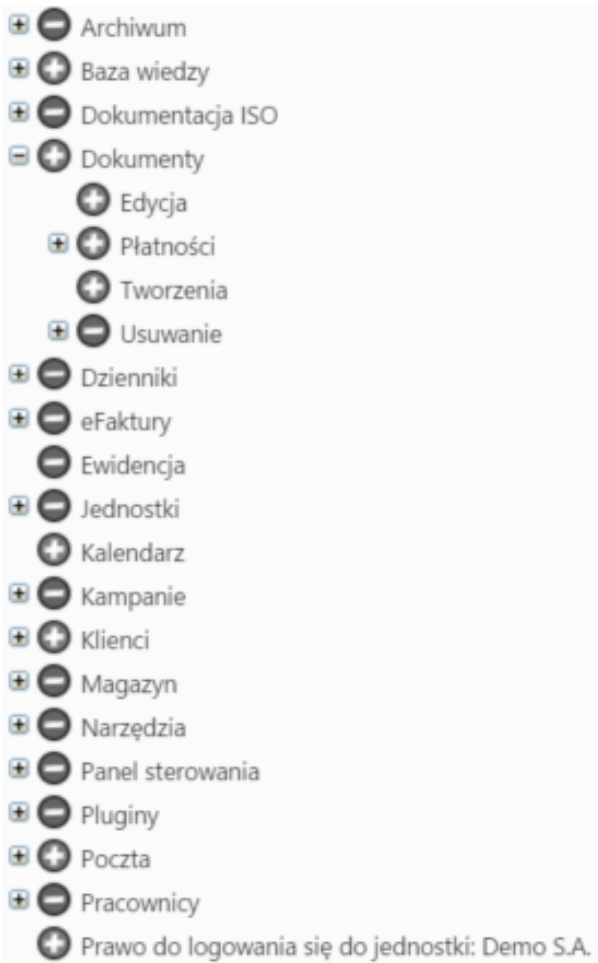 Archiwum
Baza wiedzy
Dokumentacja ISO
Dokumenty
Edycja
Płatności
Tworzenia
Usuwanie
Dzienniki
eFaktury
Ewidencja
Jednostki
Kalendarz
Kampanie
Klienci
Magazyn
Narzędzia
Panel sterowania
Pluginy
Poczta
Pracownicy
Prawo do logowania się do jednostki: Demo S.A.